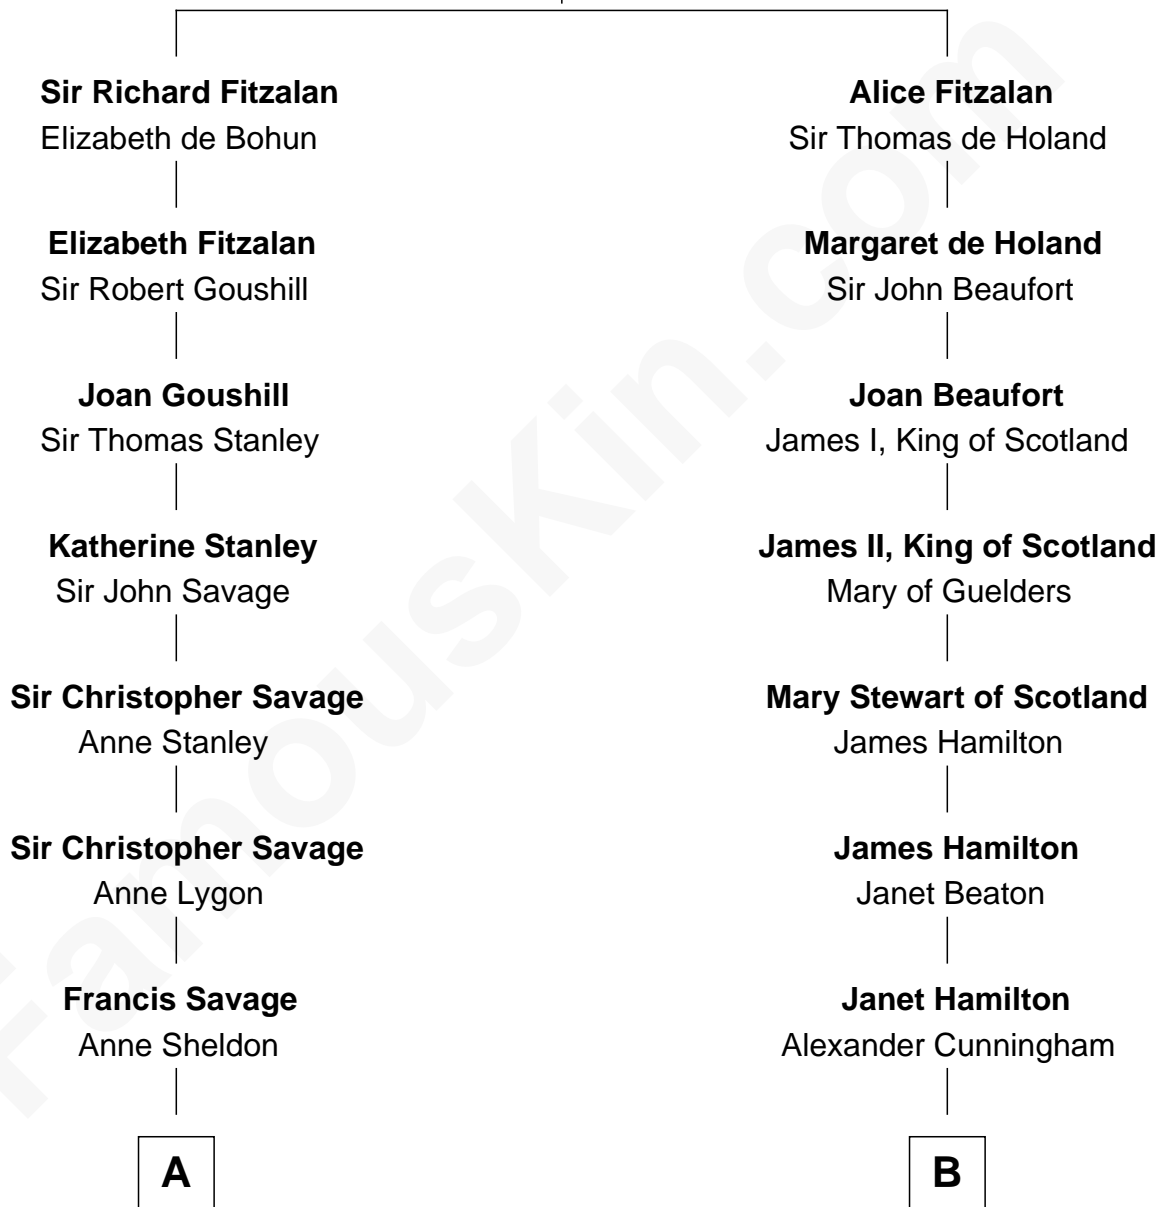 Sir Richard Fitzalan
Elizabeth de Bohun
Elizabeth Fitzalan
Sir Robert Goushill
Joan Goushill
Sir Thomas Stanley
Katherine Stanley
Sir John Savage
Sir Christopher Savage
Anne Stanley
Sir Christopher Savage
Anne Lygon
Francis Savage
Anne Sheldon
A
Alice Fitzalan
Sir Thomas de Holand
Margaret de Holand
Sir John Beaufort
Joan Beaufort
James I, King of Scotland
James II, King of Scotland
Mary of Guelders
Mary Stewart of Scotland
James Hamilton
James Hamilton
Janet Beaton
Janet Hamilton
Alexander Cunningham
B
FamousKin.com